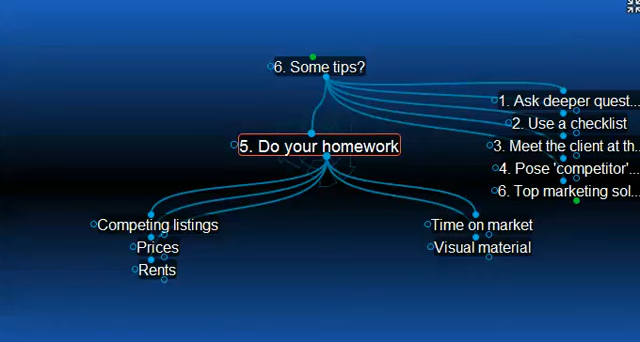 6. Some tips?
1. Ask deeper quest...
2. Use a checklist
5. Do your homework
3. Meet the client at th...
4. Pose 'competitor'...
6. Top marketing sol...
Competing listings
Time on market
Prices
Visual material
Rents